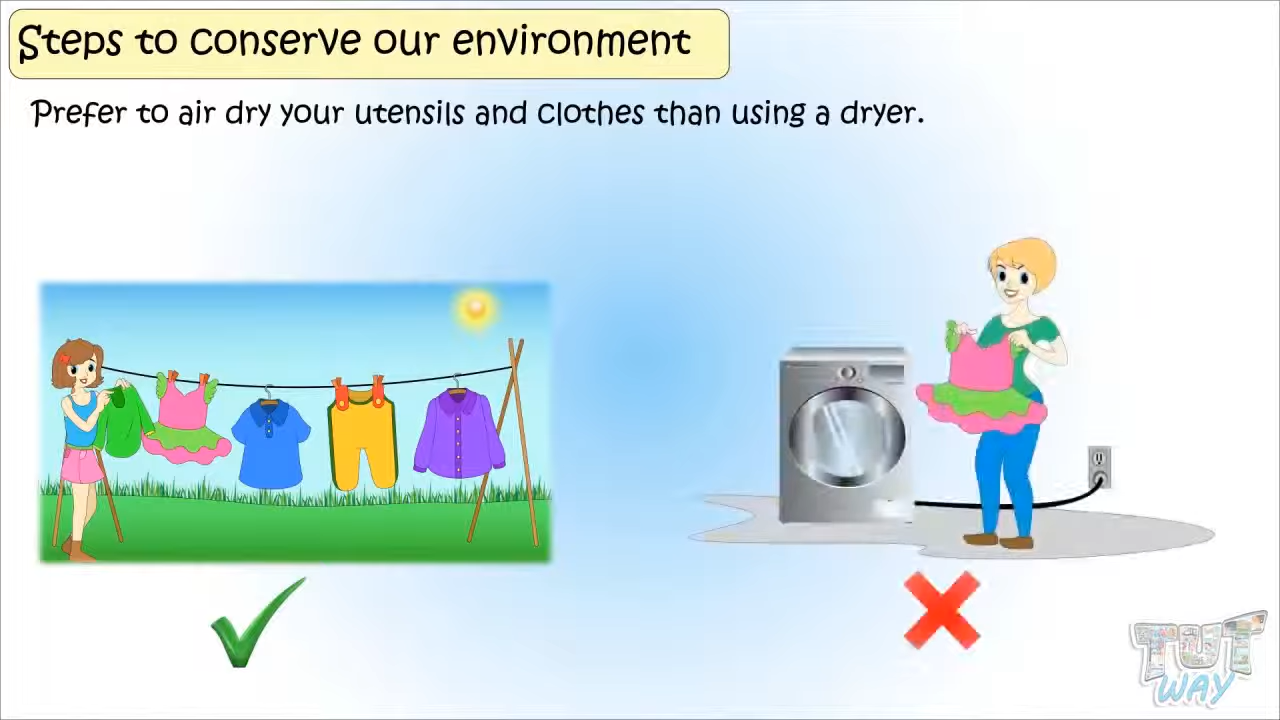 Steps to conserve our environment
Prefer to air dry your utensils and clothes than using a dryer.
TUT
WAY